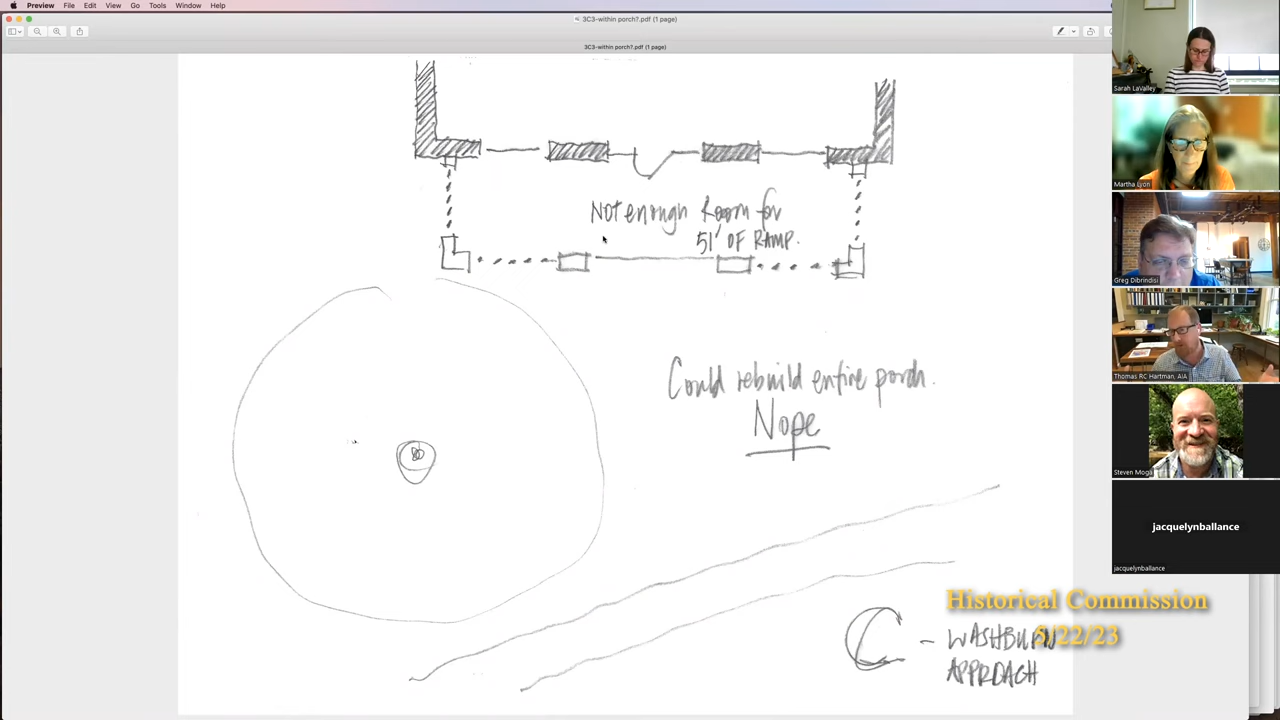 Preview File Edit View Go Tools Window Help
3C3-within porch?.pdf (1 page)
3C3-within porch?.pdf (1 page)
Not enough Room for
51' OF RAMP.
Could rebuild entire porch.
Nope
C - WASHBURN
APPROACH
Sarah LaValley
Martha Lyon
Greg Dibrindisi
Thomas RC Hartman, AIA
Steven Moga
jacquelynballance
jacquelynballance
Historical Commission
5/22/23